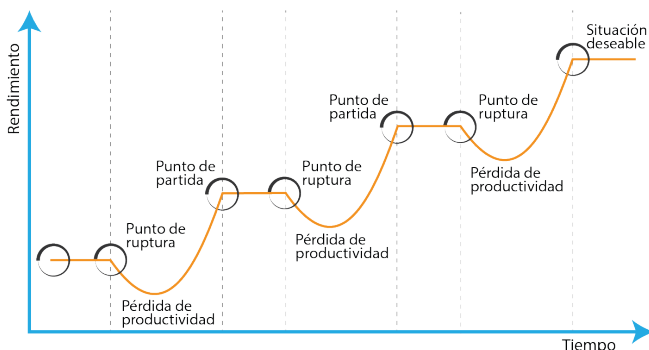 Situación
deseable
Rendimiento
Punto de
partida
Punto de
ruptura
Pérdida de
productividad
Punto de
partida
Punto de
ruptura
Pérdida de
productividad
Punto de
ruptura
Pérdida de
productividad
Tiempo